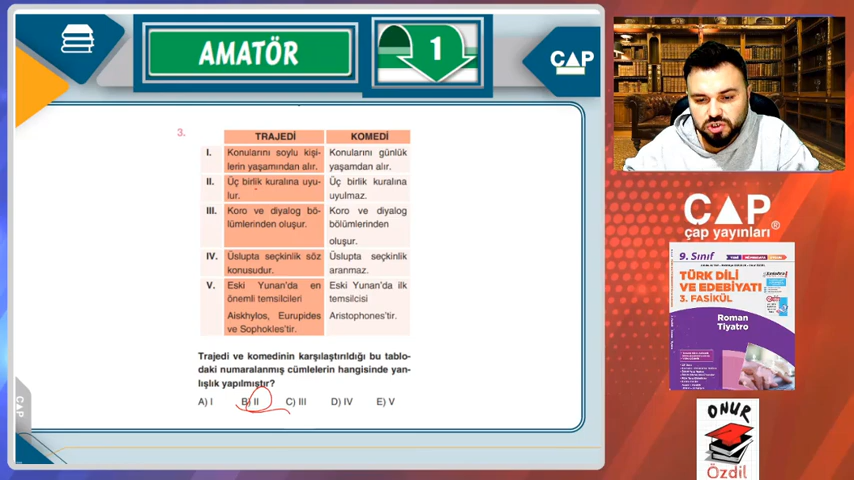 AMATÖR
1
CAP
3.
TRAJEDİ
KOMEDİ
I.
Konularını soylu kişi-
lerin yaşamından alır.
Konularını günlük
yaşamdan alır.
II.
Üç birlik kuralına uyu-
lur.
Üç birlik kuralına
uyulmaz.
III.
Koro ve diyalog bö-
lümlerinden oluşur.
Koro ve diyalog
bölümlerinden
oluşur.
IV.
Üslupta seçkinlik söz
konusudur.
Üslupta seçkinlik
aranmaz.
V.
Eski Yunan'da en
önemli temsilcileri
Aiskhylos, Eurupides
ve Sophokles'tir.
Eski Yunan'da ilk
temsilcisi
Aristophones'tir.
Trajedi ve komedinin karşılaştırıldığı bu tablo-
daki numaralanmış cümlelerin hangisinde yan-
lışlık yapılmıştır?
A) I B) II C) III D) IV E) V
CAP
ÇAP
çap yayınları®
9. Sınıf
TÜRK DİLİ
VE EDEBİYATI
3. FASİKÜL
Roman
Tiyatro
ONUR
Özdil